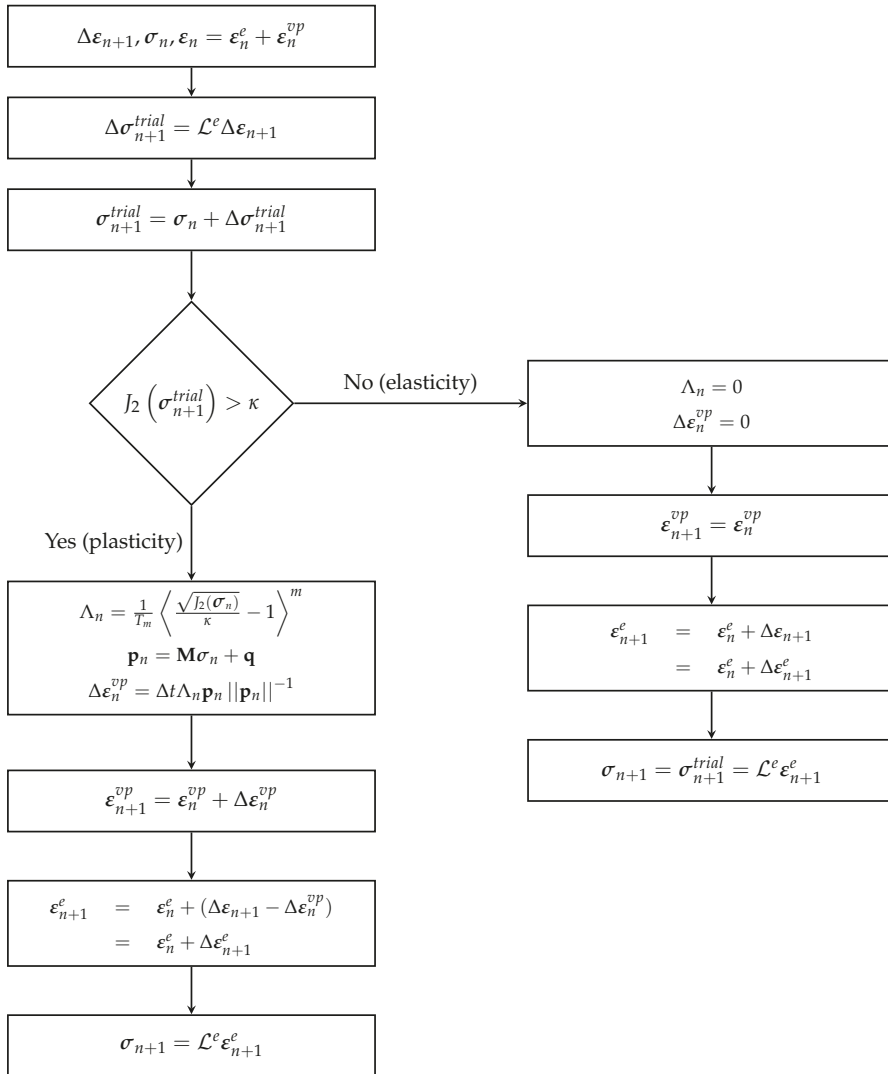 Δε_{n+1}, σ_n, ε_n = ε_n^e + ε_n^{vp}
Δσ_{n+1}^{trial} = ℒ^e Δε_{n+1}
σ_{n+1}^{trial} = σ_n + Δσ_{n+1}^{trial}
J_2 (σ_{n+1}^{trial}) > κ
No (elasticity)
Λ_n = 0
Δε_n^{vp} = 0
ε_{n+1}^{vp} = ε_n^{vp}
ε_{n+1}^e = ε_n^e + Δε_{n+1}
= ε_n^e + Δε_{n+1}^e
σ_{n+1} = σ_{n+1}^{trial} = ℒ^e ε_{n+1}^e
Yes (plasticity)
Λ_n = \frac{1}{T_m} ⟨ \frac{\sqrt{J_2(σ_n)}}{κ} − 1 ⟩^m
p_n = Mσ_n + q
Δε_n^{vp} = ΔtΛ_n p_n ||p_n||^{−1}
ε_{n+1}^{vp} = ε_n^{vp} + Δε_n^{vp}
ε_{n+1}^e = ε_n^e + (Δε_{n+1} − Δε_n^{vp})
= ε_n^e + Δε_{n+1}^e
σ_{n+1} = ℒ^e ε_{n+1}^e